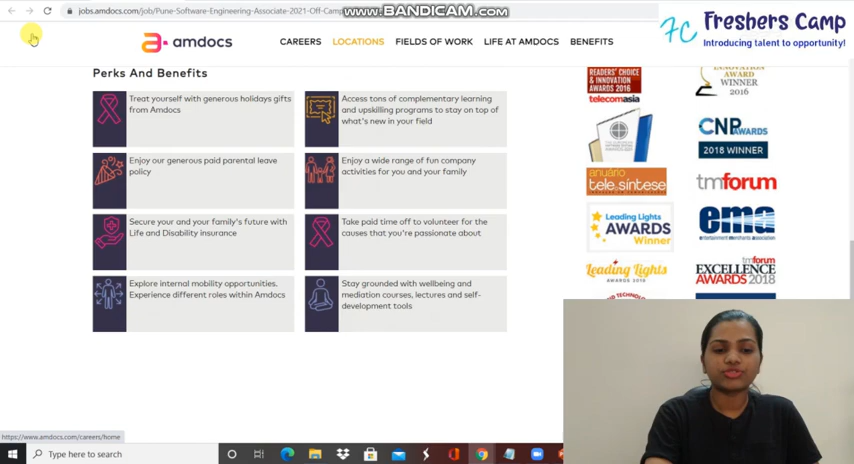 jobs.amdocs.com/job/Pune-Software-Engineering-Associate-2021-Off-Camp
www.BANDICAM.com
Freshers Camp
Introducing talent to opportunity!
amdocs
CAREERS LOCATIONS FIELDS OF WORK LIFE AT AMDOCS BENEFITS
Perks And Benefits
Treat yourself with generous holidays gifts
from Amdocs
Access tons of complementary learning
and upskilling programs to stay on top of
what's new in your field
Enjoy our generous paid parental leave
policy
Enjoy a wide range of fun company
activities for you and your family
Secure your and your family's future with
Life and Disability insurance
Take paid time off to volunteer for the
causes that you're passionate about
Explore internal mobility opportunities.
Experience different roles within Amdocs
Stay grounded with wellbeing and
mediation courses, lectures and self-
development tools
READERS' CHOICE
& INNOVATION
AWARDS 2016
telecomasia
INNOVATION
AWARD
WINNER
2016
CNP AWARDS
2018 WINNER
anuário
tele.síntese
tmforum
Leading Lights
AWARDS
Winner
ema
entertainment merchants association
Leading Lights
AWARDS 2010
tmforum
EXCELLENCE
AWARDS 2018
https://www.amdocs.com/careers/home
Type here to search